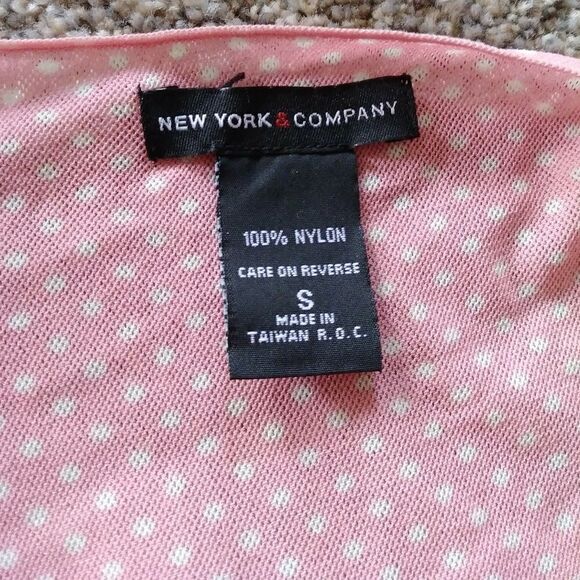 NEW YORK & COMPANY
100% NYLON
CARE ON REVERSE
S
MADE IN
TAIWAN R.O.C.